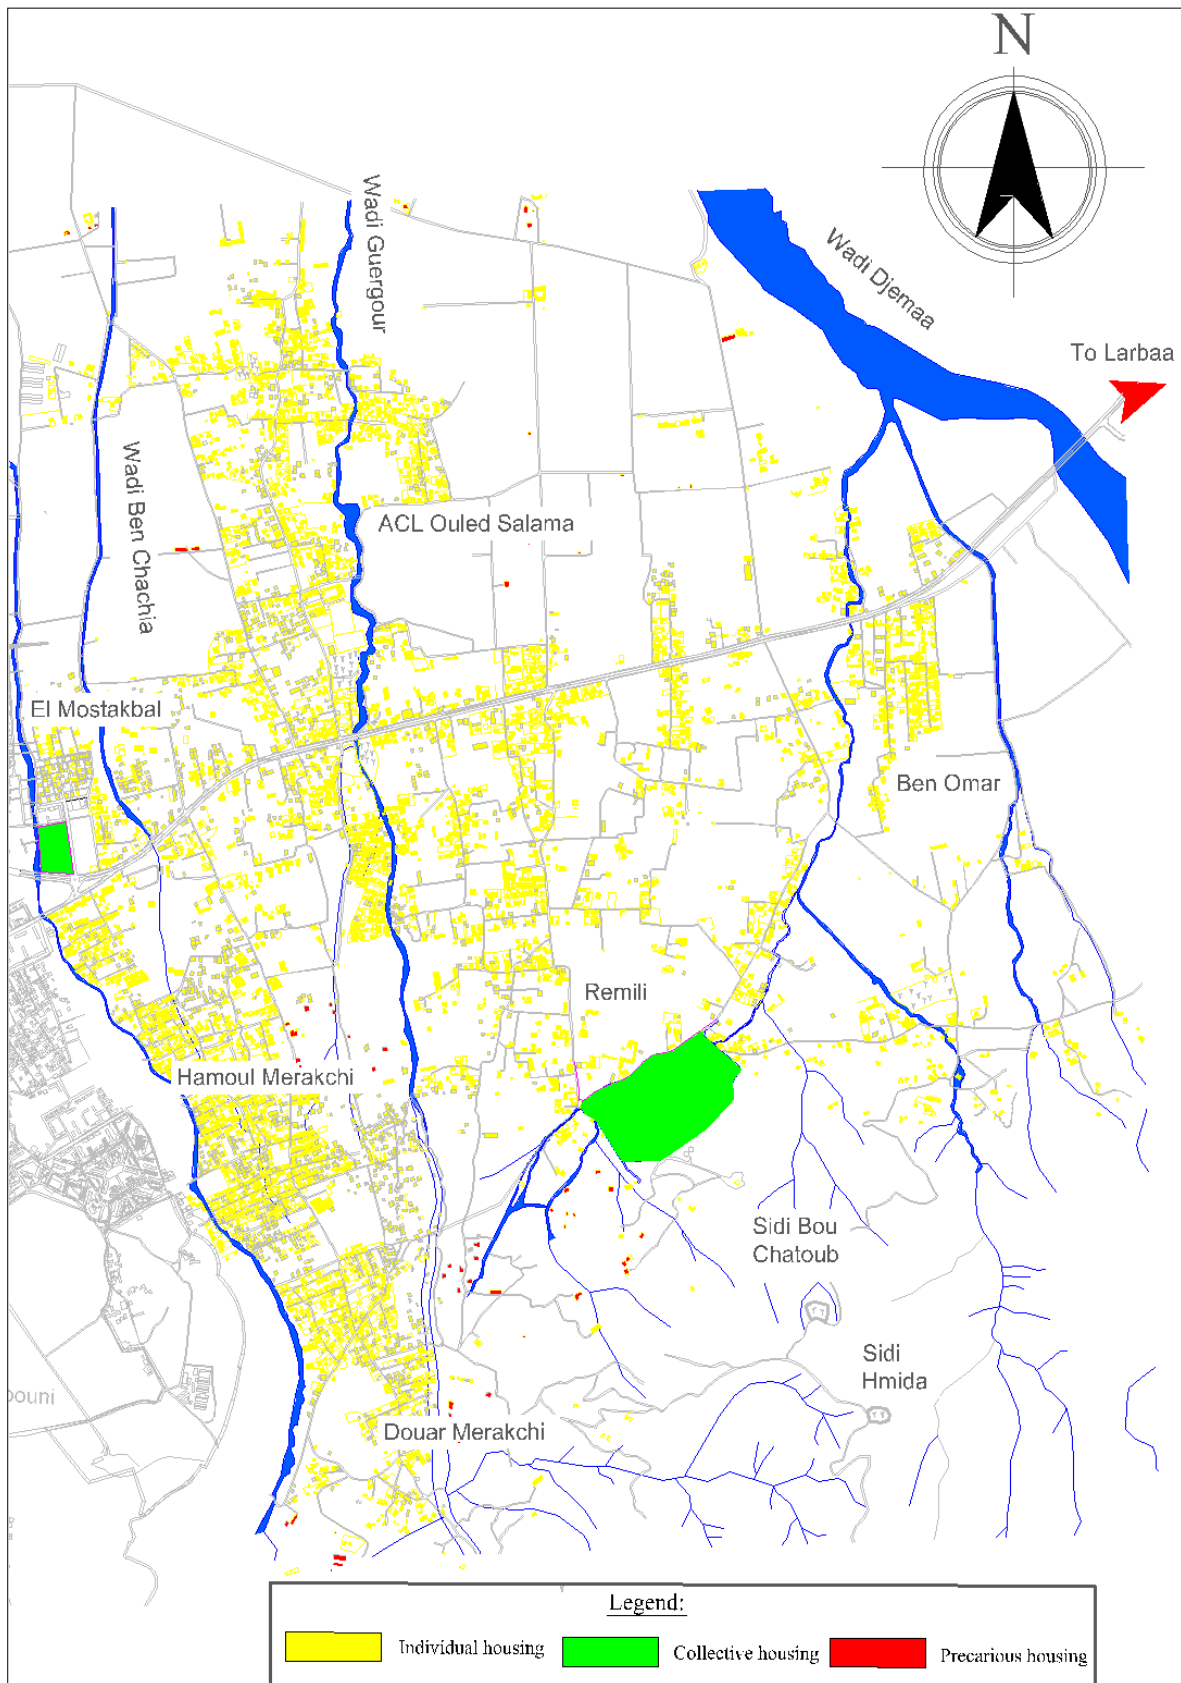 N
Wadi Guergour
Wadi Djemaa
To Larbaa
Wadi Ben Chachia
ACL Ouled Salama
El Mostakbal
Ben Omar
Remili
Hamoul Merakchi
Sidi Bou
Chatoub
Sidi
Hmida
ouni
Douar Merakchi
Legend:
Individual housing
Collective housing
Precarious housing